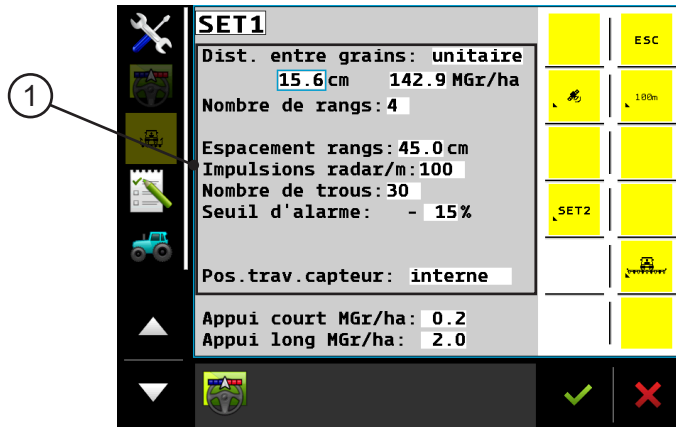 SET1
Dist. entre grains: unitaire
15.6 cm 142.9 MGr/ha
Nombre de rangs: 4
Espacement rangs: 45.0 cm
Impulsions radar/m: 100
Nombre de trous: 30
Seuil d'alarme: - 15 %
Pos.trav.capteur: interne
Appui court MGr/ha: 0.2
Appui long MGr/ha: 2.0
ESC
100m
SET2
1